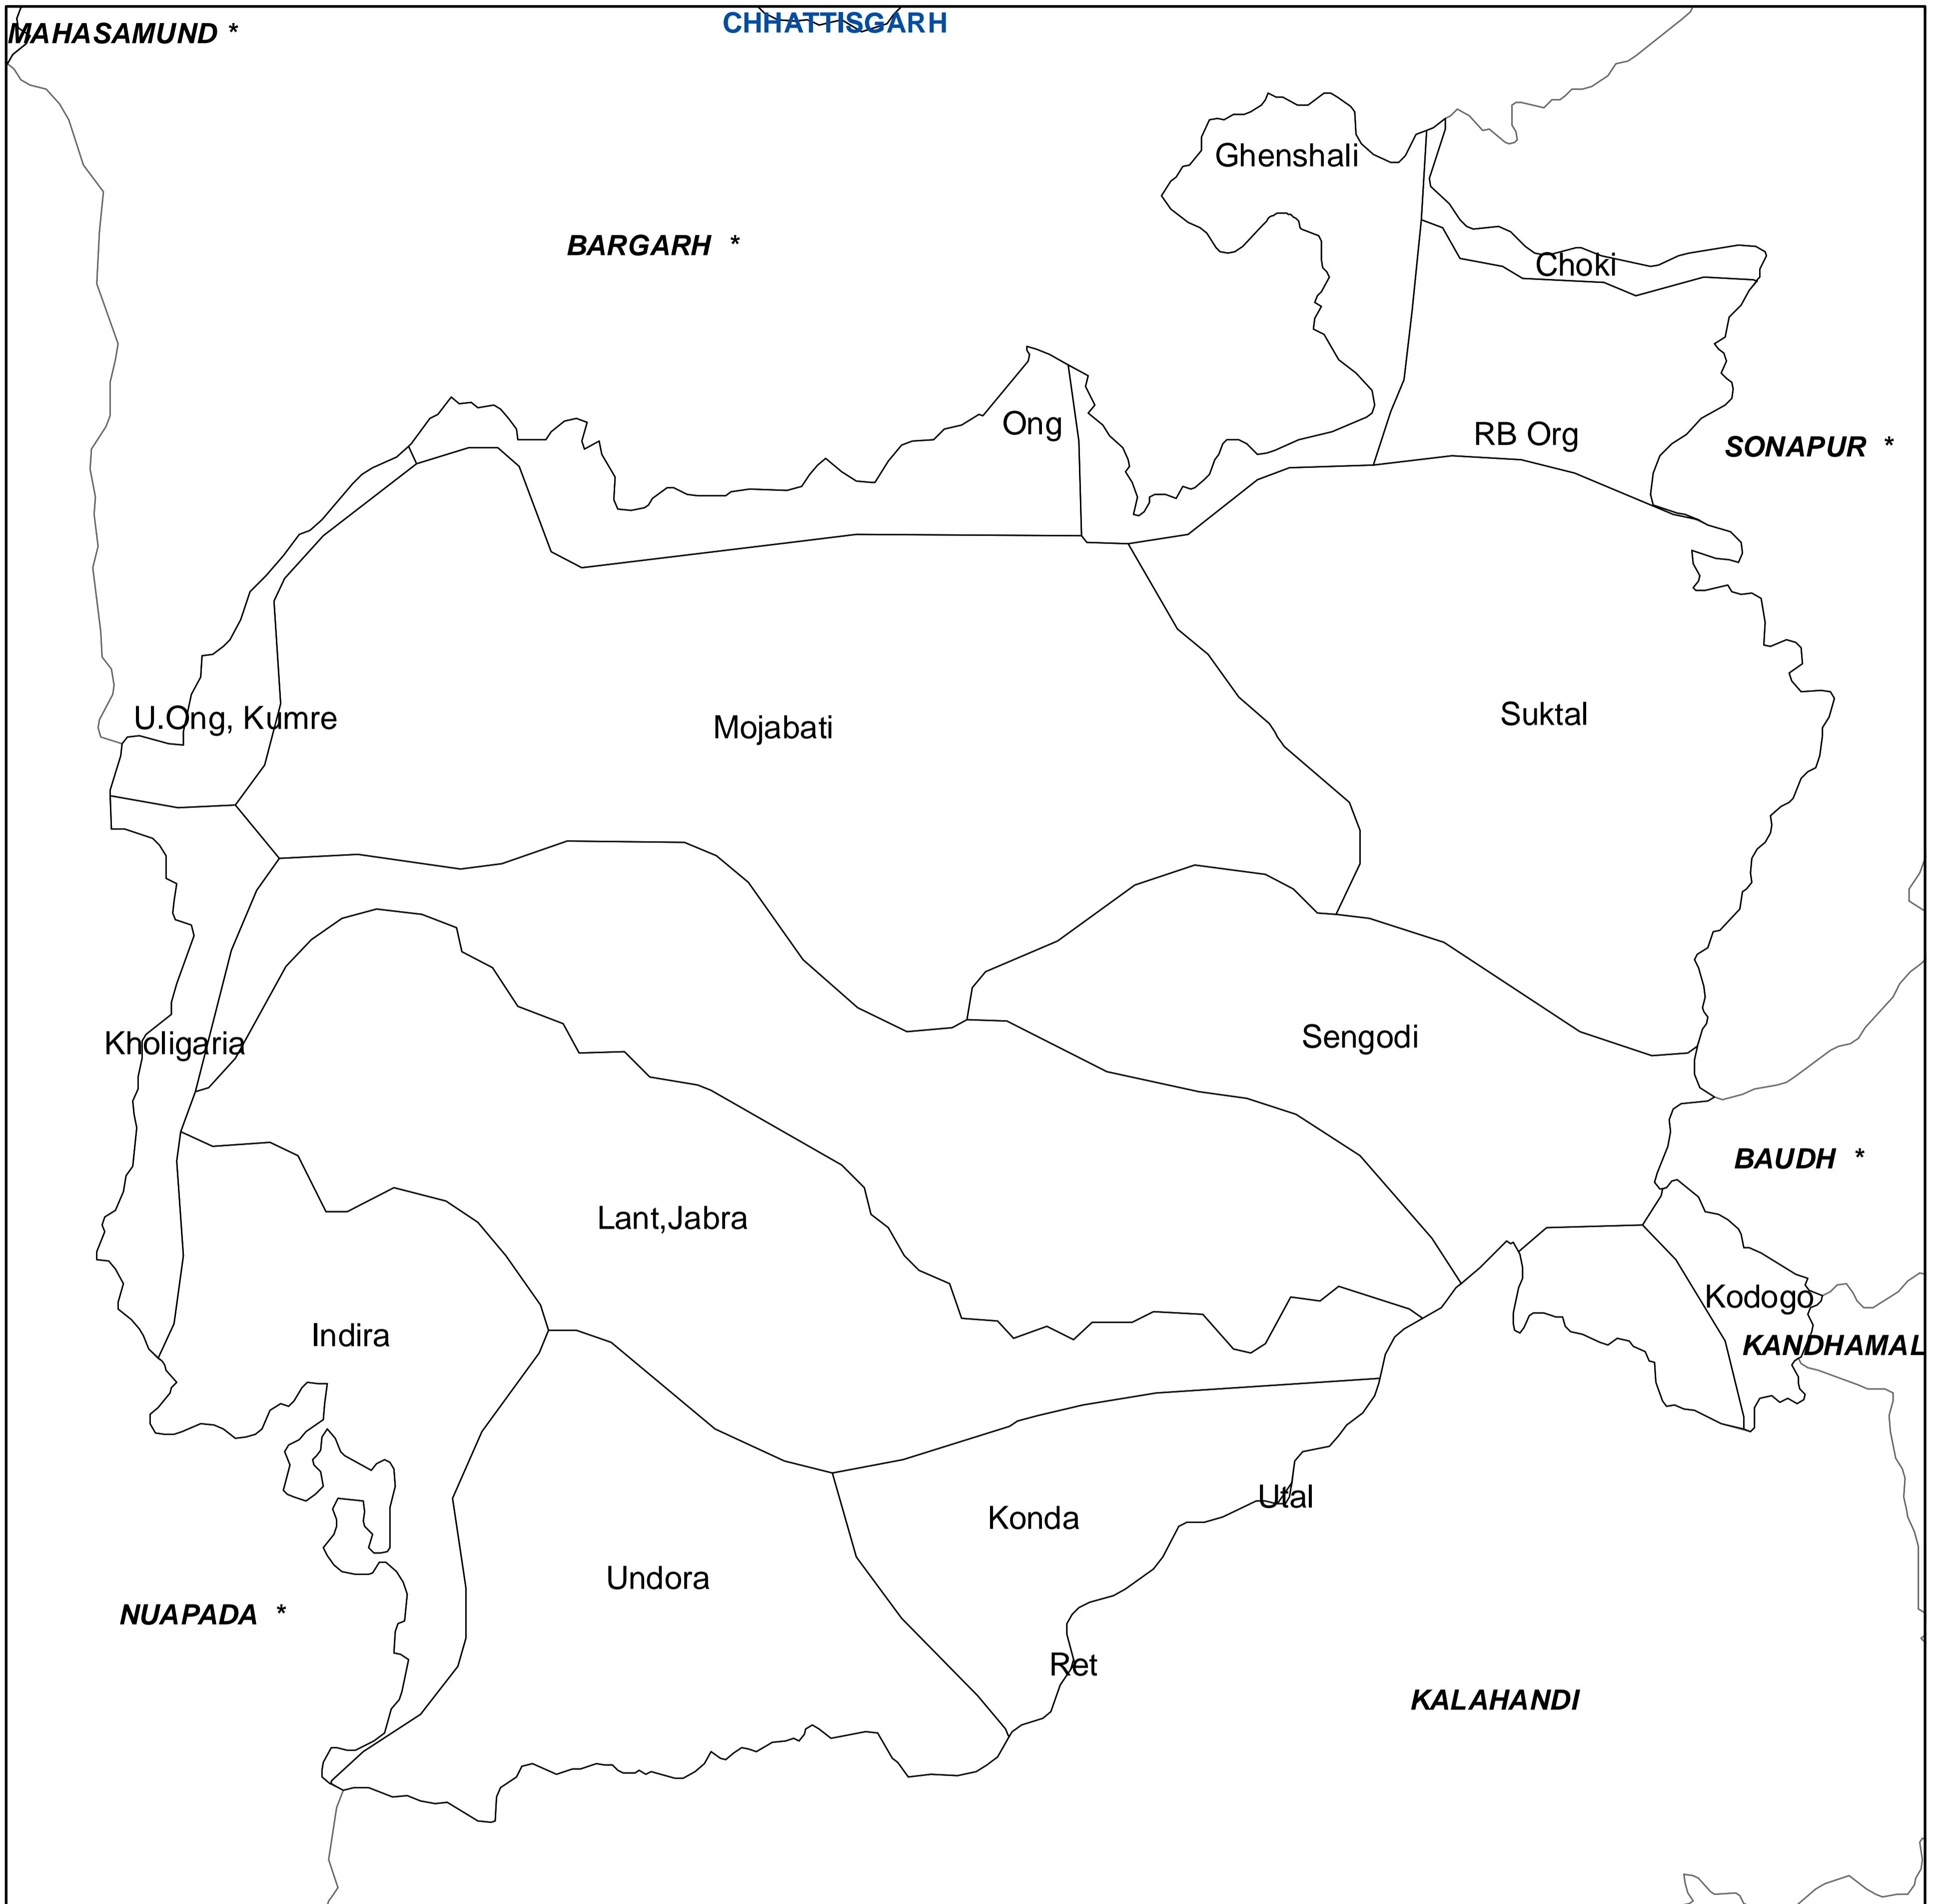 CHHATTISGARH
MAHASAMUND *
Ghenshali
BARGARH *
Choki
Ong
RB Org
SONAPUR *
U.Ong, Kumre
Mojabati
Suktal
Kholigaria
Sengodi
BAUDH *
Lant,Jabra
Kodogo
Indira
KANDHAMAL
Utal
Konda
Undora
NUAPADA *
Ret
KALAHANDI